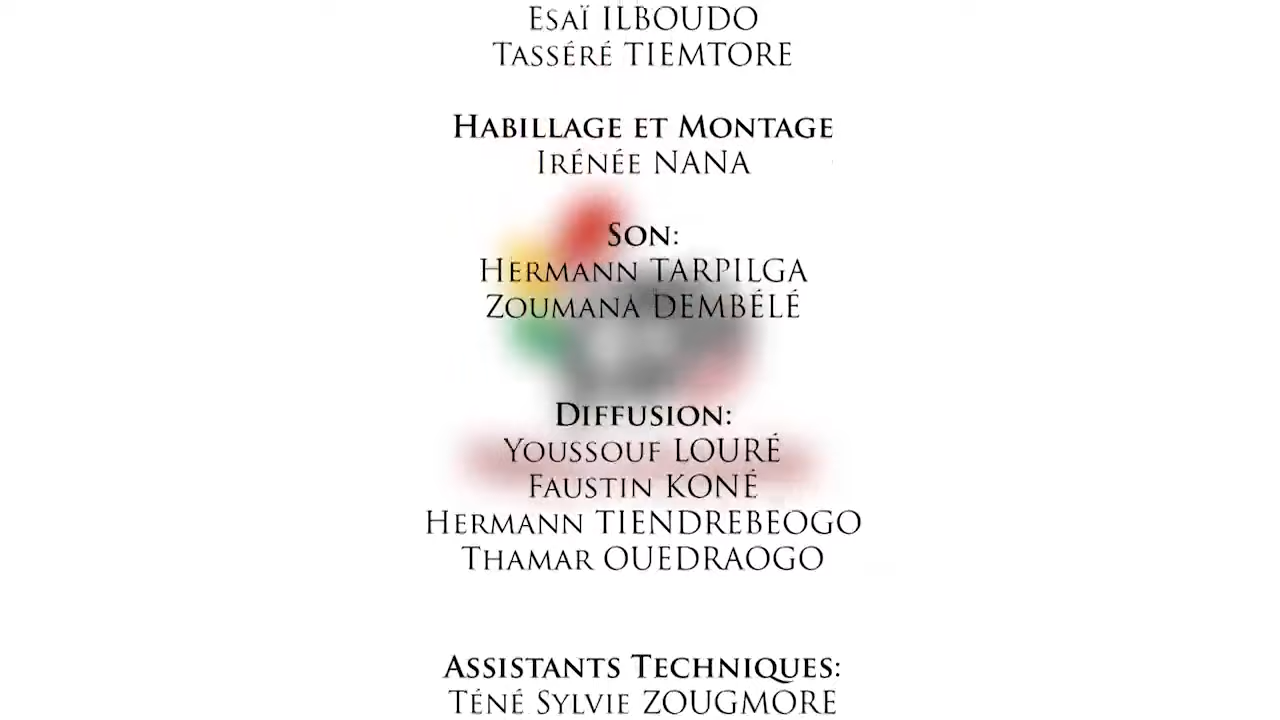 Esaï ILBOUDO
Tasséré TIEMTORE
Habillage et Montage
Irénée NANA
Son:
Hermann TARPILGA
Zoumana DEMBÉLÉ
Diffusion:
Youssouf LOURÉ
Faustin KONÉ
Hermann TIENDREBEOGO
Thamar OUEDRAOGO
Assistants Techniques:
Téné Sylvie ZOUGMORE